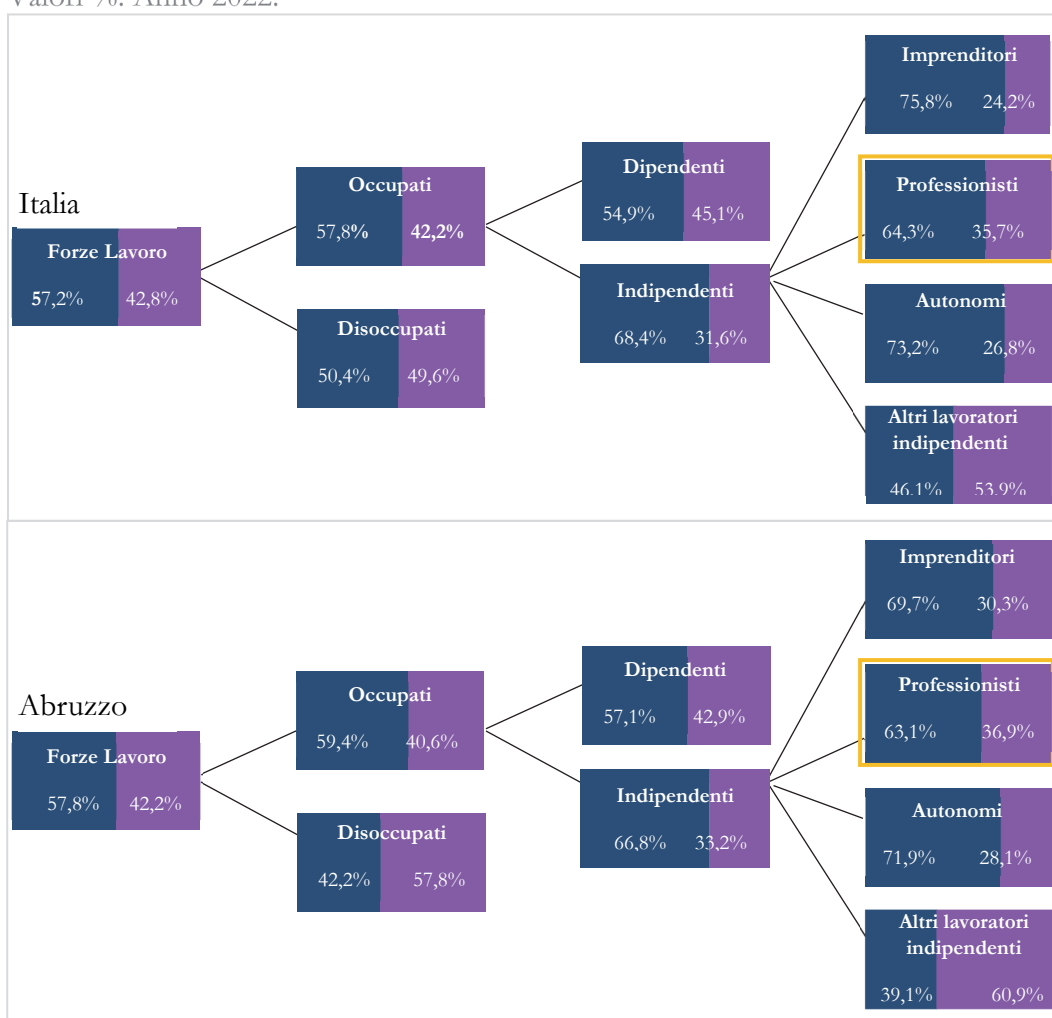 Valori %. Anno 2022.
Imprenditori
75,8% 24,2%
Dipendenti
54,9% 45,1%
Professionisti
64,3% 35,7%
Occupati
57,8% 42,2%
Italia
Forze Lavoro
57,2% 42,8%
Indipendenti
68,4% 31,6%
Autonomi
73,2% 26,8%
Disoccupati
50,4% 49,6%
Altri lavoratori
indipendenti
46,1% 53,9%
Imprenditori
69,7% 30,3%
Dipendenti
57,1% 42,9%
Professionisti
63,1% 36,9%
Occupati
59,4% 40,6%
Abruzzo
Forze Lavoro
57,8% 42,2%
Indipendenti
66,8% 33,2%
Autonomi
71,9% 28,1%
Disoccupati
42,2% 57,8%
Altri lavoratori
indipendenti
39,1% 60,9%